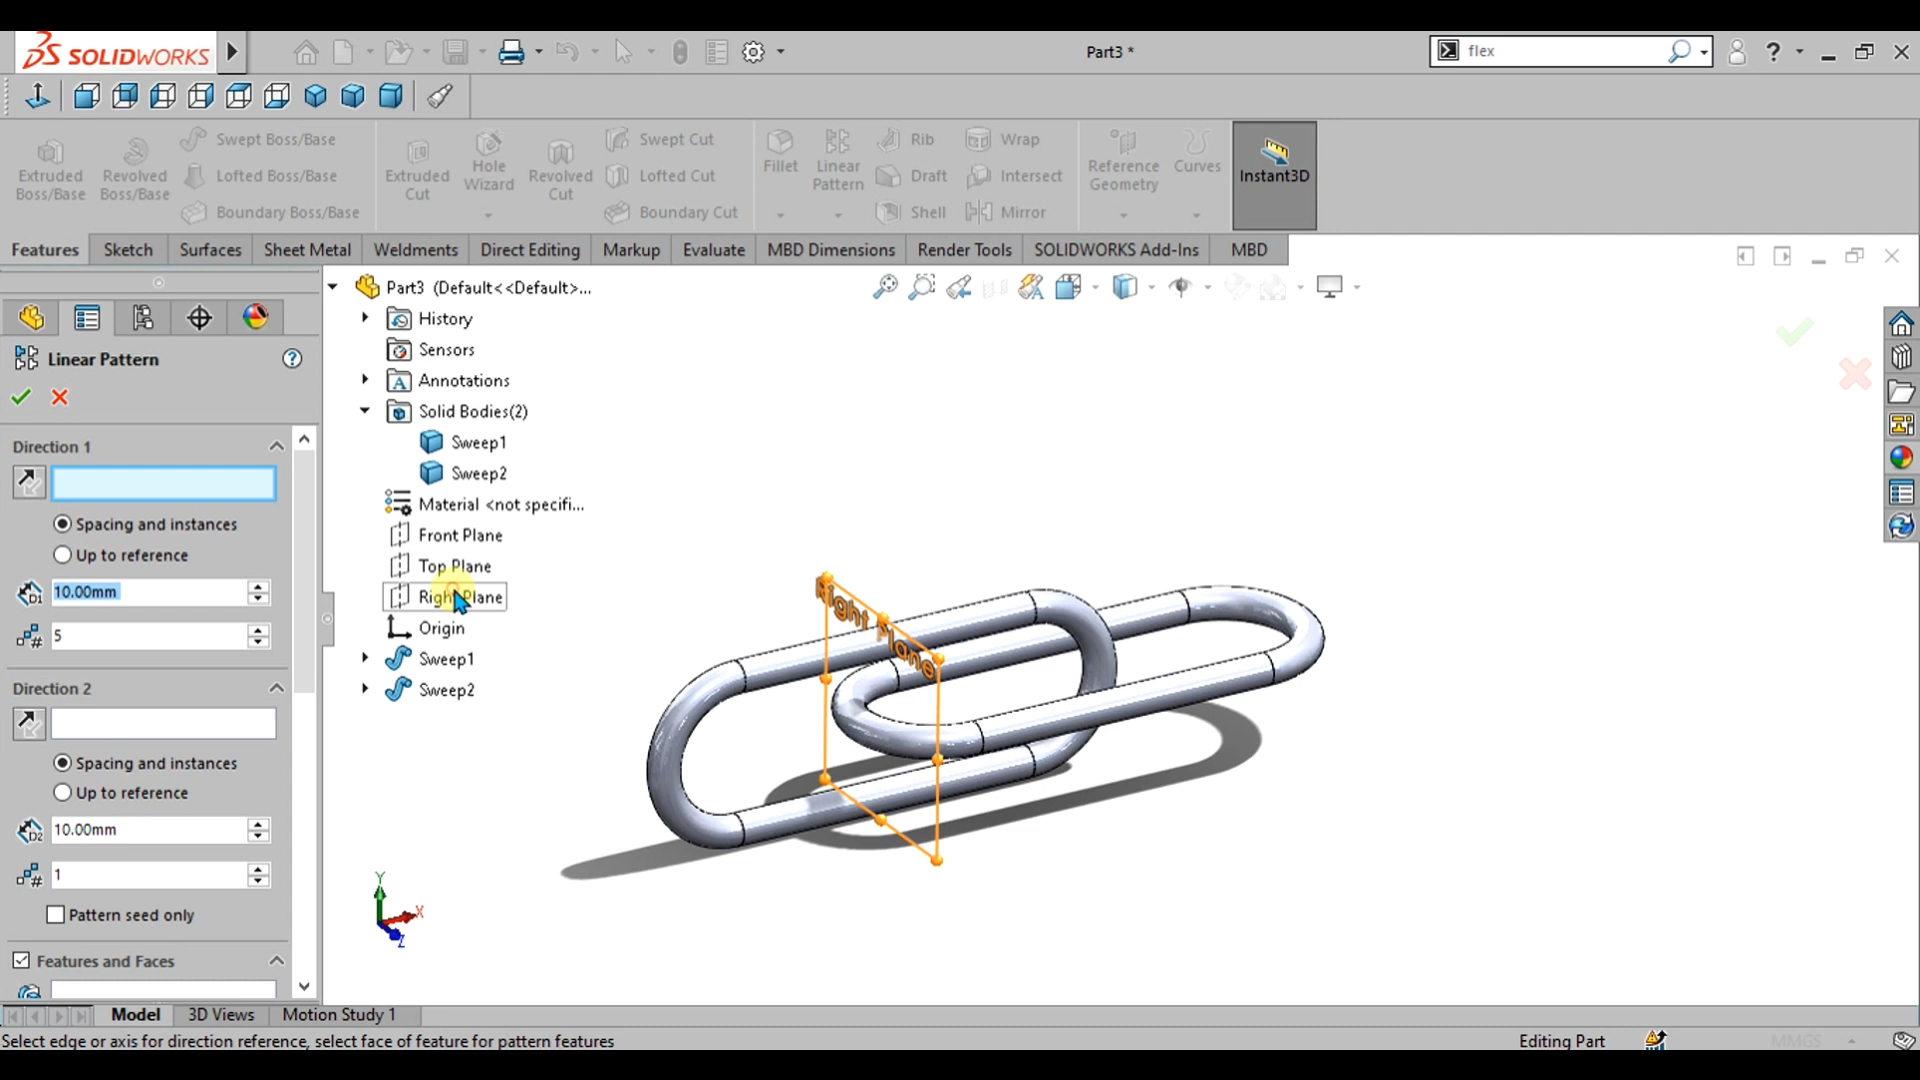 SOLIDWORKS
Part3 *
flex
?
Extruded Boss/Base
Revolved Boss/Base
Swept Boss/Base
Lofted Boss/Base
Boundary Boss/Base
Extruded Cut
Hole Wizard
Revolved Cut
Swept Cut
Lofted Cut
Boundary Cut
Fillet
Linear Pattern
Rib
Draft
Shell
Wrap
Intersect
Mirror
Reference Geometry
Curves
Instant3D
Features
Sketch
Surfaces
Sheet Metal
Weldments
Direct Editing
Markup
Evaluate
MBD Dimensions
Render Tools
SOLIDWORKS Add-Ins
MBD
Linear Pattern
?
Direction 1
Spacing and instances
Up to reference
D1
10.00mm
#
5
Direction 2
Spacing and instances
Up to reference
D2
10.00mm
#
1
Pattern seed only
Features and Faces
Part3 (Default<<Default>...
History
Sensors
A
Annotations
Solid Bodies(2)
Sweep1
Sweep2
Material <not specifi...
Front Plane
Top Plane
Right Plane
Origin
Sweep1
Sweep2
Right Plane
Y
X
Z
Model
3D Views
Motion Study 1
Select edge or axis for direction reference, select face of feature for pattern features
Editing Part
MMGS